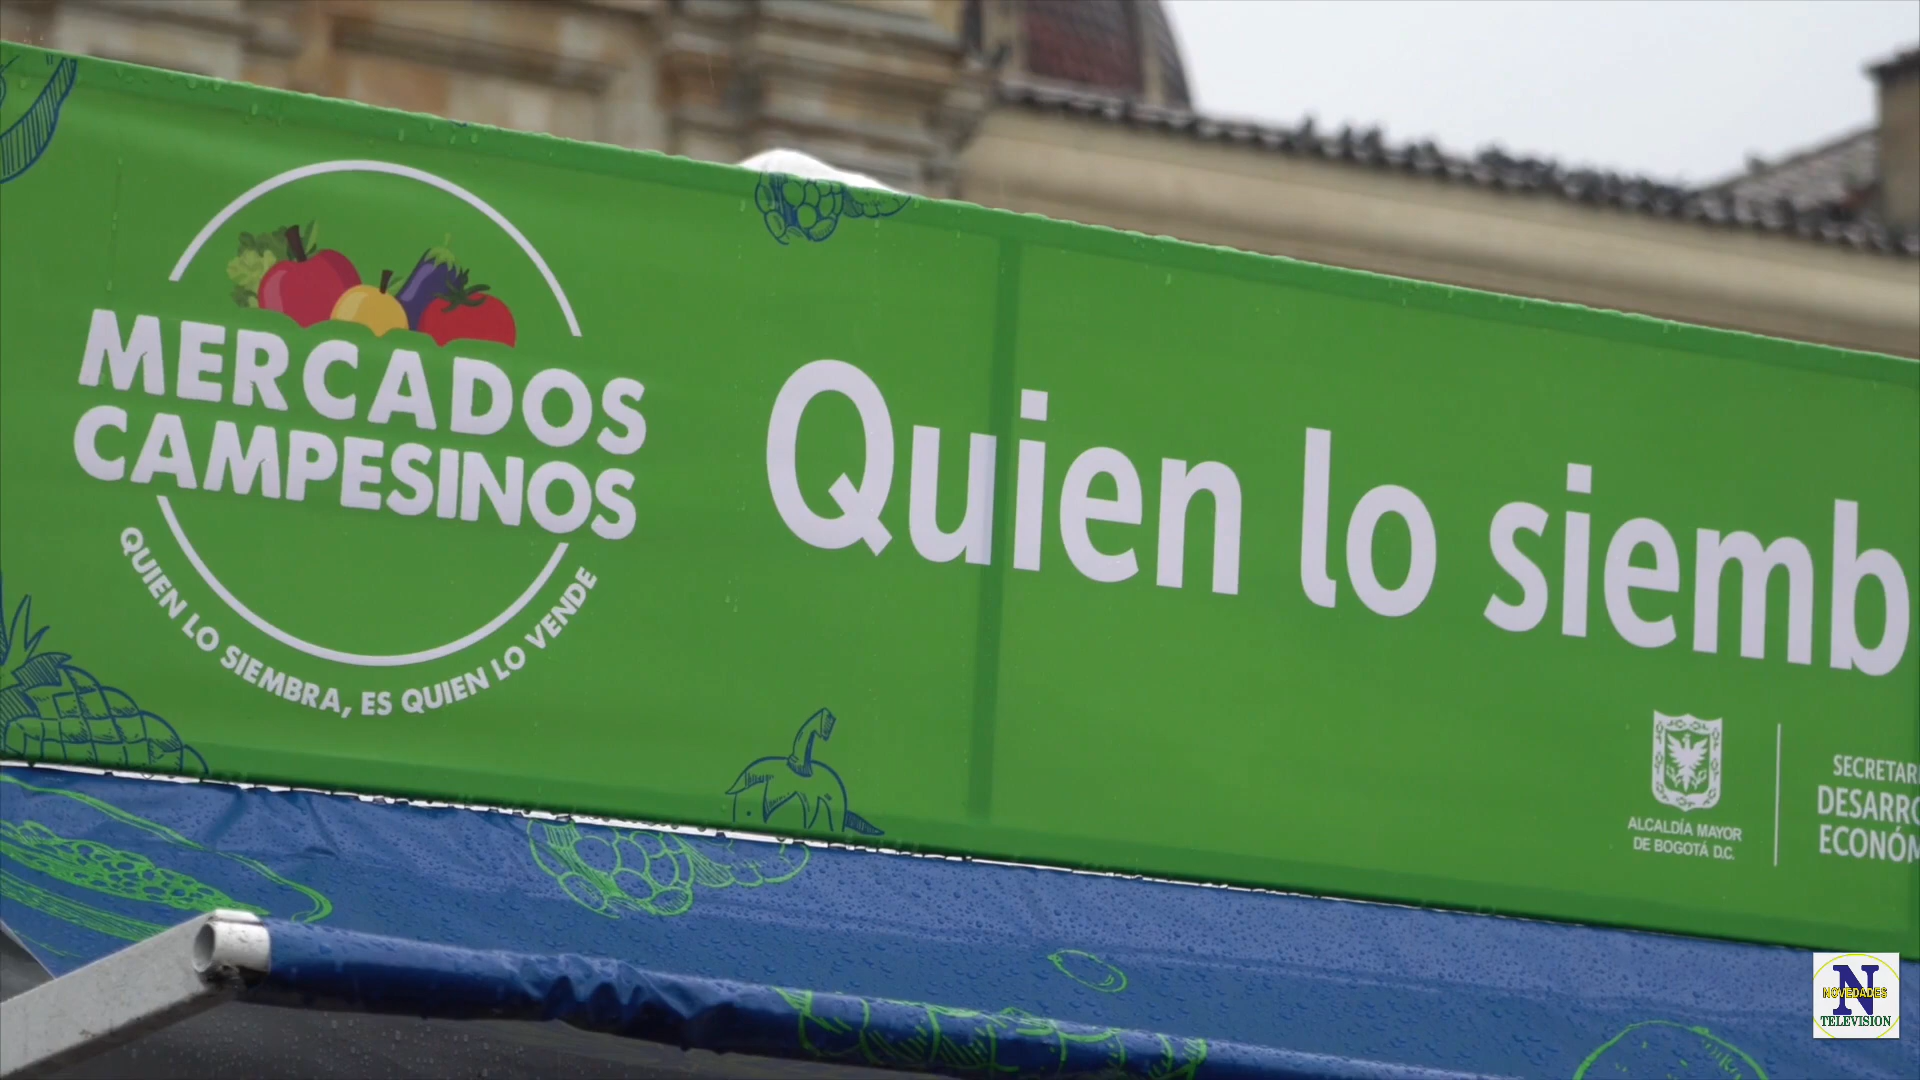 MERCADOS
CAMPESINOS
QUIEN LO SIEMBRA, ES QUIEN LO VENDE
Quien lo siemb
ALCALDÍA MAYOR
DE BOGOTÁ D.C.
SECRETAR
DESARRO
ECONÓM
N
NOVEDADES
TELEVISION